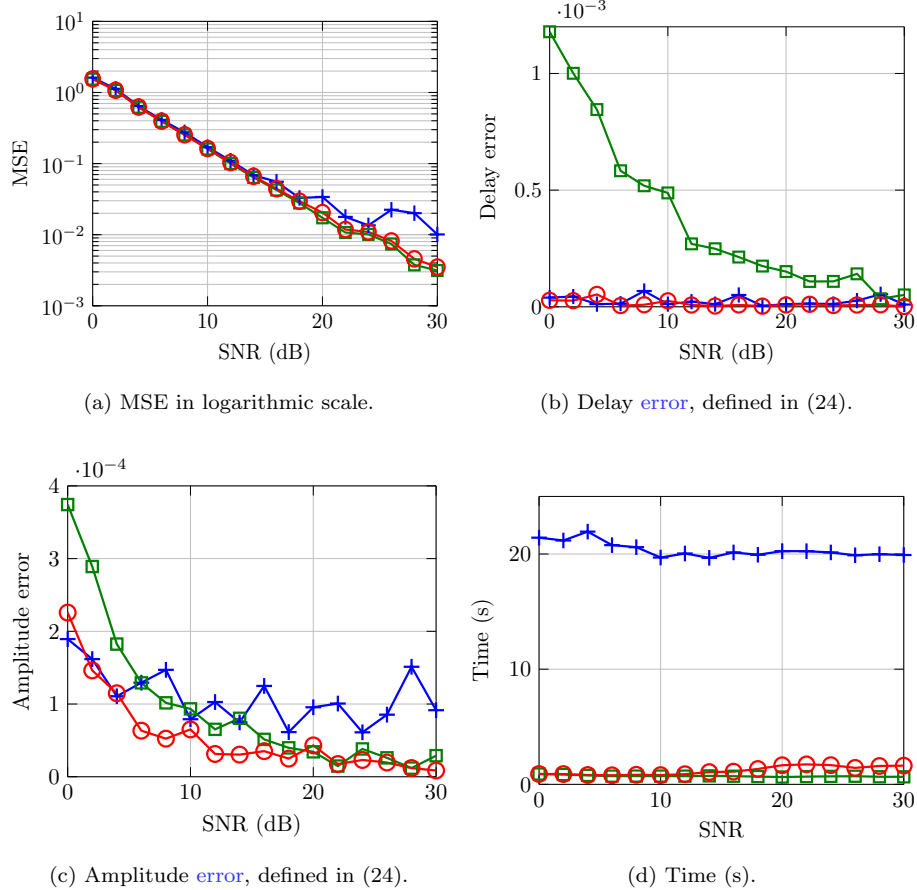 10^1
10^0
10^−1
10^−2
10^−3
MSE
0 10 20 30
SNR (dB)
(a) MSE in logarithmic scale.
·10^−3
1
0.5
0
Delay error
0 10 20 30
SNR (dB)
(b) Delay error, defined in (24).
·10^−4
4
3
2
1
0
Amplitude error
0 10 20 30
SNR (dB)
(c) Amplitude error, defined in (24).
20
10
0
Time (s)
0 10 20 30
SNR
(d) Time (s).